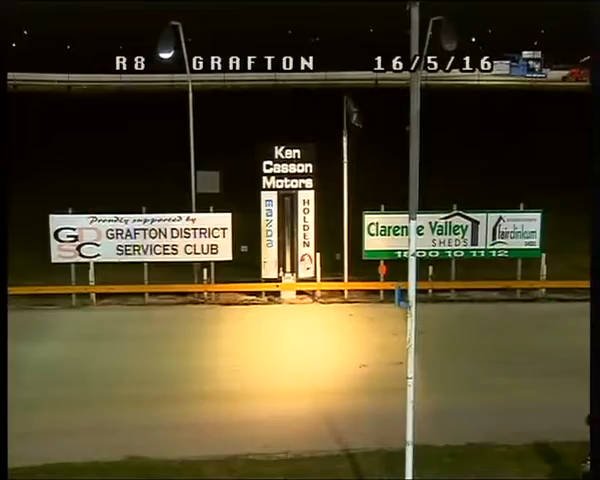 R8 GRAFTON 16/5/16
Ken
Casson
Motors
mazda
HOLDEN
Proudly supported by
GDSC
GRAFTON DISTRICT
SERVICES CLUB
Clarence Valley
SHEDS
1800 10 11 12
fairdinkum
SHEDS